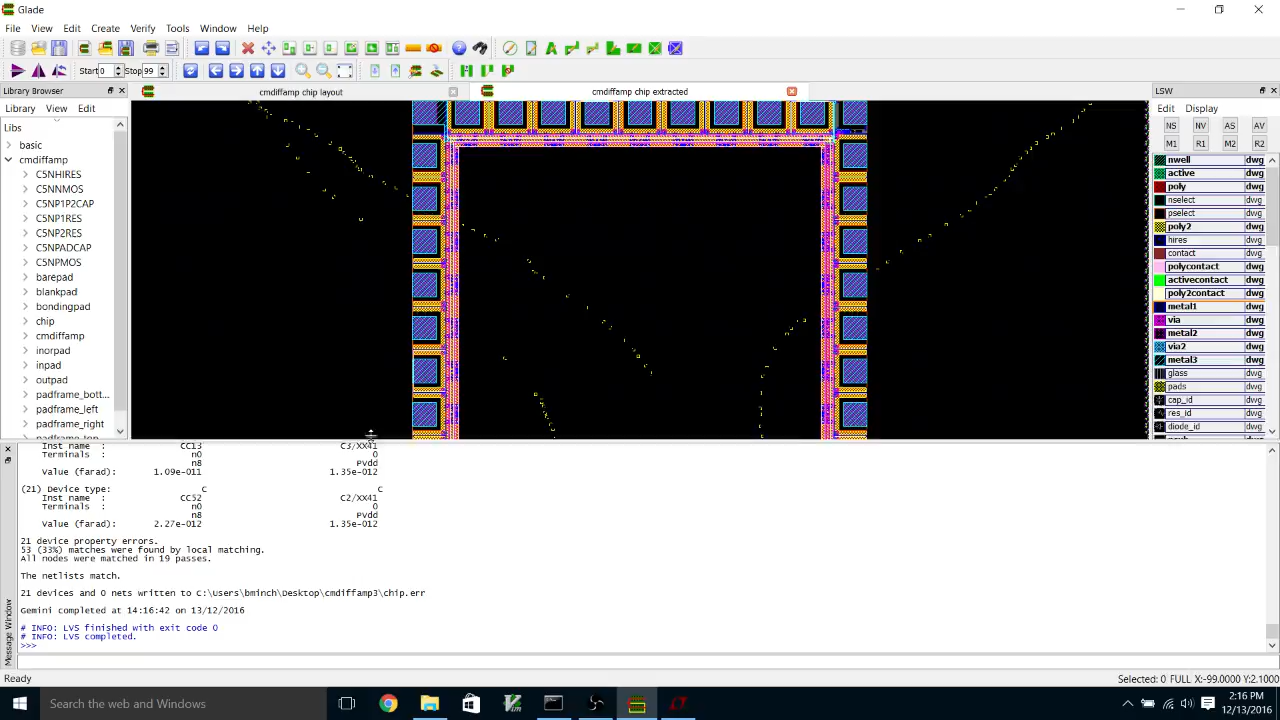 Glade
File View Edit Create Verify Tools Window Help
Start 0 Stop 99
Library Browser
cmdiffamp chip layout
cmdiffamp chip extracted
LSW
Library View Edit
Edit Display
Libs
NS NV AS AV
M1 R1 M2 R2
basic
cmdiffamp
C5NHIRES
C5NNMOS
C5NP1P2CAP
C5NP1RES
C5NP2RES
C5NPADCAP
C5NPMOS
barepad
blankpad
bondingpad
chip
cmdiffamp
inorpad
inpad
outpad
padframe_bott...
padframe_left
padframe_right
padframe_top
nwell dwg
active dwg
poly dwg
nselect dwg
pselect dwg
poly2 dwg
hires dwg
contact dwg
polycontact dwg
activecontact dwg
poly2contact dwg
metal1 dwg
via dwg
metal2 dwg
via2 dwg
metal3 dwg
glass dwg
pads dwg
cap_id dwg
res_id dwg
diode_id dwg
Inst name : CC13 C3/XX41
Terminals : n0 0
n8 PVdd
Value (farad): 1.09e-011 1.35e-012
(21) Device type: C C
Inst name : CC52 C2/XX41
Terminals : n0 0
n8 PVdd
Value (farad): 2.27e-012 1.35e-012
21 device property errors.
53 (33%) matches were found by local matching.
All nodes were matched in 19 passes.
The netlists match.
21 devices and 0 nets written to C:\Users\bminch\Desktop\cmdiffamp3\chip.err
Gemini completed at 14:16:42 on 13/12/2016
# INFO: LVS finished with exit code 0
# INFO: LVS completed.
>>>
Message Window
Ready
Selected: 0 X:-99.0000 Y:2.1000
Search the web and Windows
2:16 PM
12/13/2016